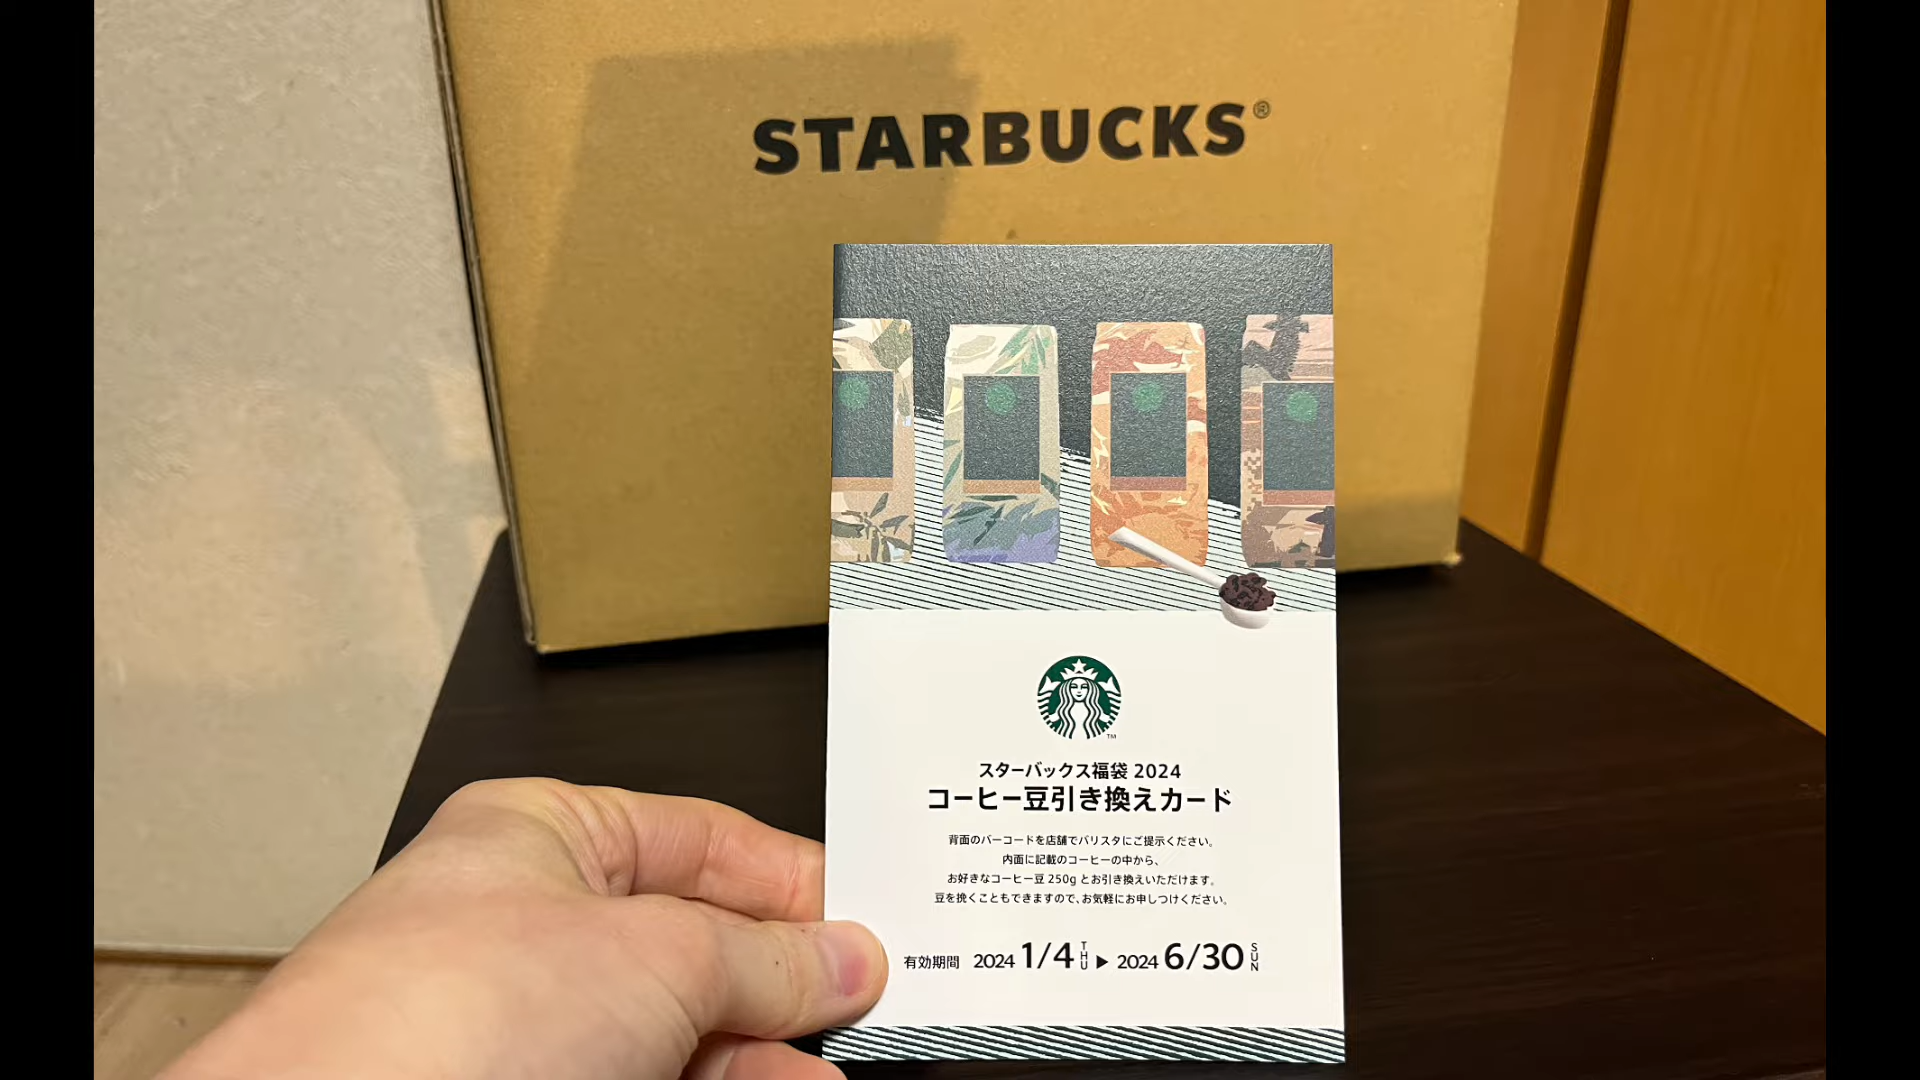 STARBUCKS®
TM
スターバックス福袋 2024
コーヒー豆引き換えカード
背面のバーコードを店舗でバリスタにご提示ください。
内面に記載のコーヒーの中から、
お好きなコーヒー豆 250g とお引き換えいただけます。
豆を挽くこともできますので、お気軽にお申しつけください。
有効期間 2024 1/4 THU ▶ 2024 6/30 SUN